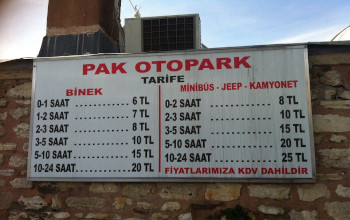 PAK OTOPARK
TARİFE
BİNEK
0-1 SAAT - - - - - - - - - 6 TL
1-2 SAAT - - - - - - - - - 7 TL
2-3 SAAT - - - - - - - - - 8 TL
3-5 SAAT - - - - - - - - - 10 TL
5-10 SAAT - - - - - - - - 15 TL
10-24 SAAT - - - - - - - 20 TL
MİNİBÜS - JEEP - KAMYONET
0-2 SAAT - - - - - - - - - 8 TL
2-3 SAAT - - - - - - - - - 10 TL
3-5 SAAT - - - - - - - - - 15 TL
5-10 SAAT - - - - - - - - 20 TL
10-24 SAAT - - - - - - - 25 TL
FİYATLARIMIZA KDV DAHİLDİR